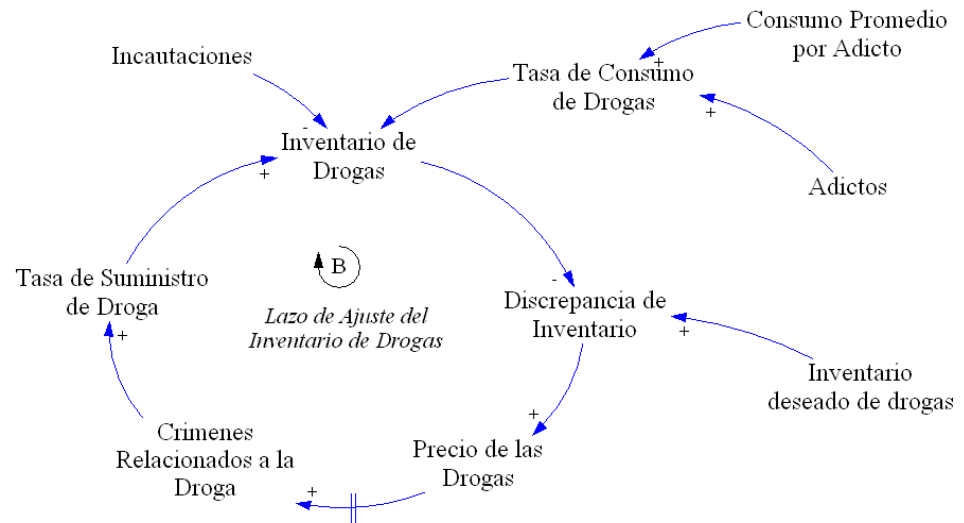 Consumo Promedio
por Adicto
Incautaciones
+
Tasa de Consumo
de Drogas
-
+
Inventario de
Drogas
+
Adictos
B
Tasa de Suministro
de Droga
-
Discrepancia de
Inventario
Lazo de Ajuste del
Inventario de Drogas
+
+
Inventario
deseado de drogas
+
Crimenes
Relacionados a la
Droga
Precio de las
Drogas
+